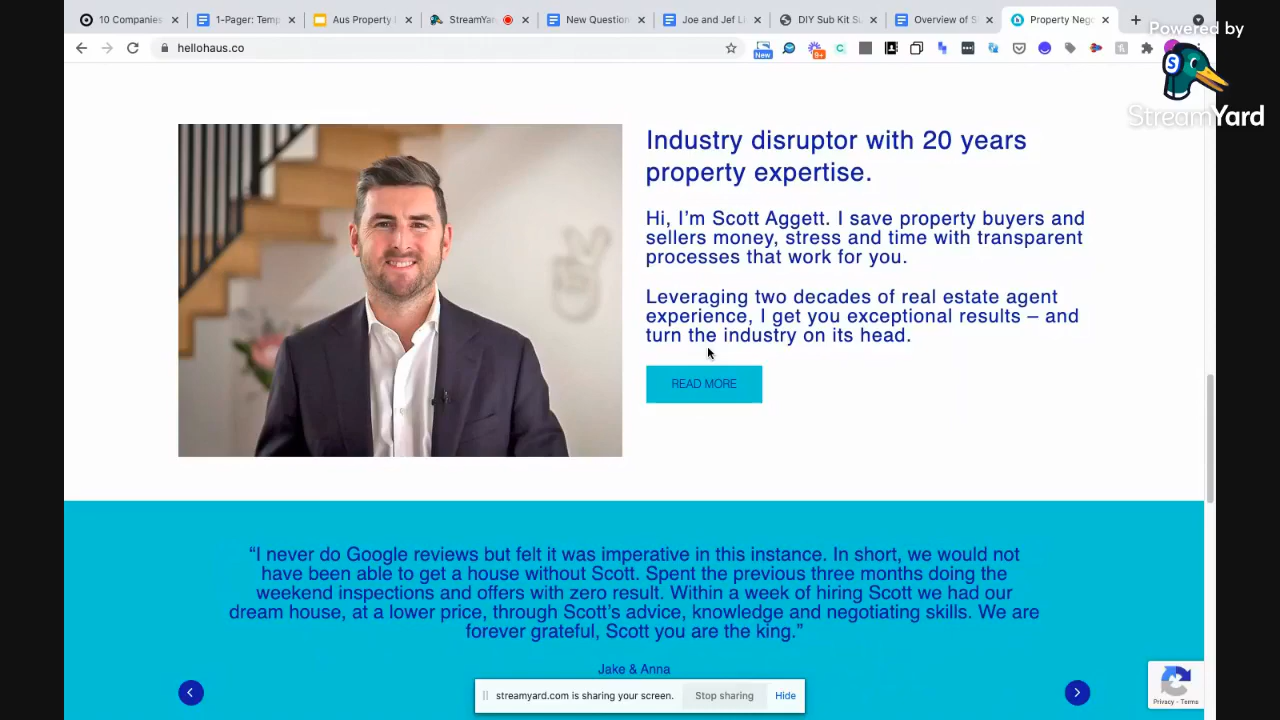 10 Companies
1-Pager: Temp
Aus Property
StreamYar
New Question
Joe and Jef Li
DIY Sub Kit Su
Overview of S
Property Neg
Powered by
hellohaus.co
New
9+
StreamYard
Industry disruptor with 20 years
property expertise.
Hi, I'm Scott Aggett. I save property buyers and
sellers money, stress and time with transparent
processes that work for you.
Leveraging two decades of real estate agent
experience, I get you exceptional results – and
turn the industry on its head.
READ MORE
“I never do Google reviews but felt it was imperative in this instance. In short, we would not
have been able to get a house without Scott. Spent the previous three months doing the
weekend inspections and offers with zero result. Within a week of hiring Scott we had our
dream house, at a lower price, through Scott's advice, knowledge and negotiating skills. We are
forever grateful, Scott you are the king.”
Jake & Anna
streamyard.com is sharing your screen.
Stop sharing
Hide
Privacy - Terms